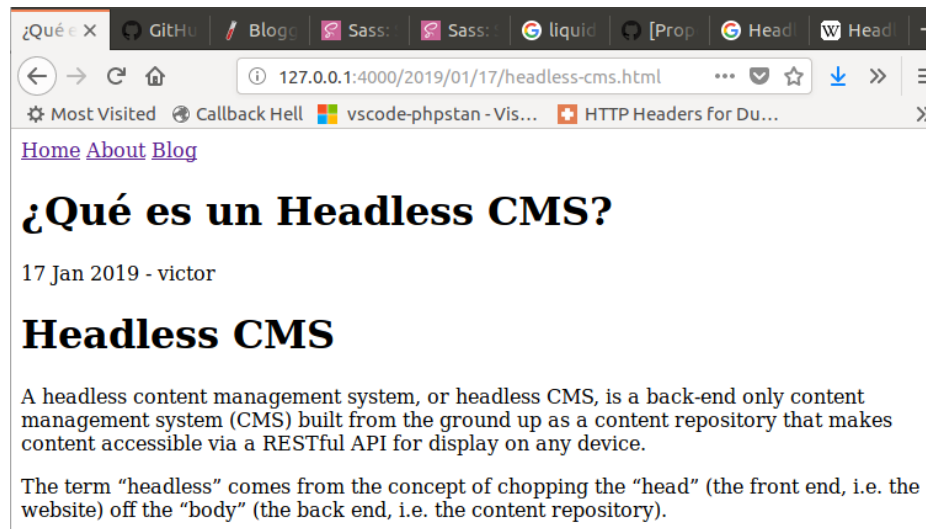 ¿Qué e GitHu Blogg Sass: Sass: liquid [Prop Head Head
127.0.0.1:4000/2019/01/17/headless-cms.html
Most Visited Callback Hell vscode-phpstan - Vis... HTTP Headers for Du...
Home About Blog
¿Qué es un Headless CMS?
17 Jan 2019 - victor
Headless CMS
A headless content management system, or headless CMS, is a back-end only content
management system (CMS) built from the ground up as a content repository that makes
content accessible via a RESTful API for display on any device.
The term “headless” comes from the concept of chopping the “head” (the front end, i.e. the
website) off the “body” (the back end, i.e. the content repository).